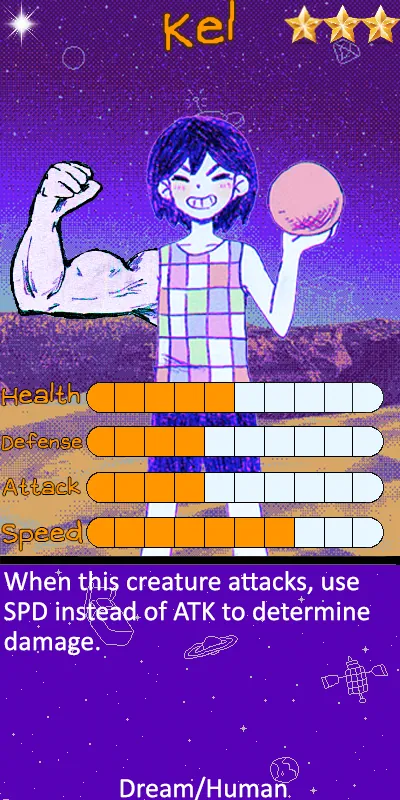 Kel
Health
Defense
Attack
Speed
When this creature attacks, use
SPD instead of ATK to determine
damage.
Dream/Human